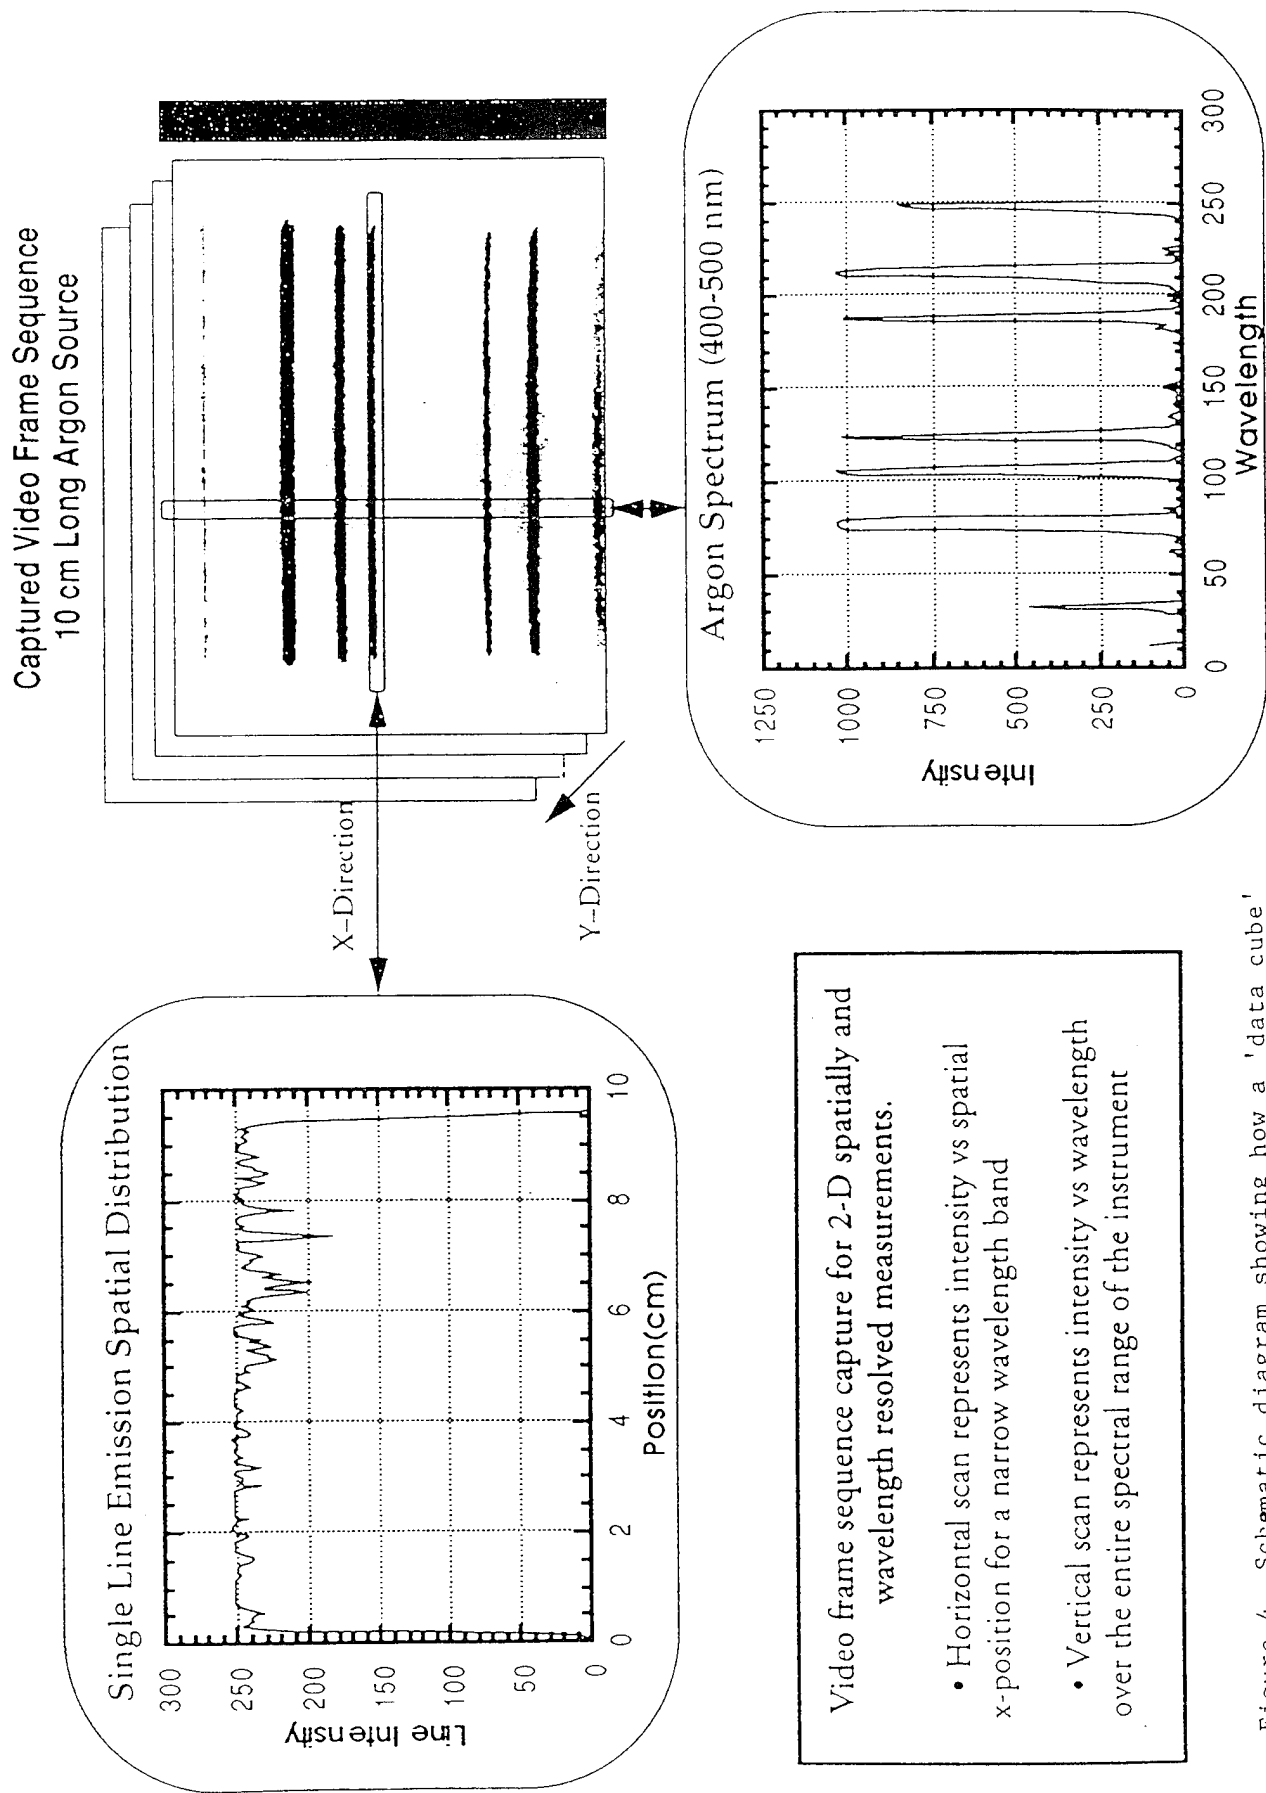 Captured Video Frame Sequence
10 cm Long Argon Source
Single Line Emission Spatial Distribution
Line Intensity
300
250
200
150
100
50
0
0
2
4
6
8
10
Position(cm)
X–Direction
Y–Direction
Argon Spectrum (400-500 nm)
Intensity
1250
1000
750
500
250
0
0
50
100
150
200
250
300
Wavelength
Video frame sequence capture for 2-D spatially and
wavelength resolved measurements.
• Horizontal scan represents intensity vs spatial
x-position for a narrow wavelength band
• Vertical scan represents intensity vs wavelength
over the entire spectral range of the instrument
Figure 4. Schematic diagram showing how a 'data cube'